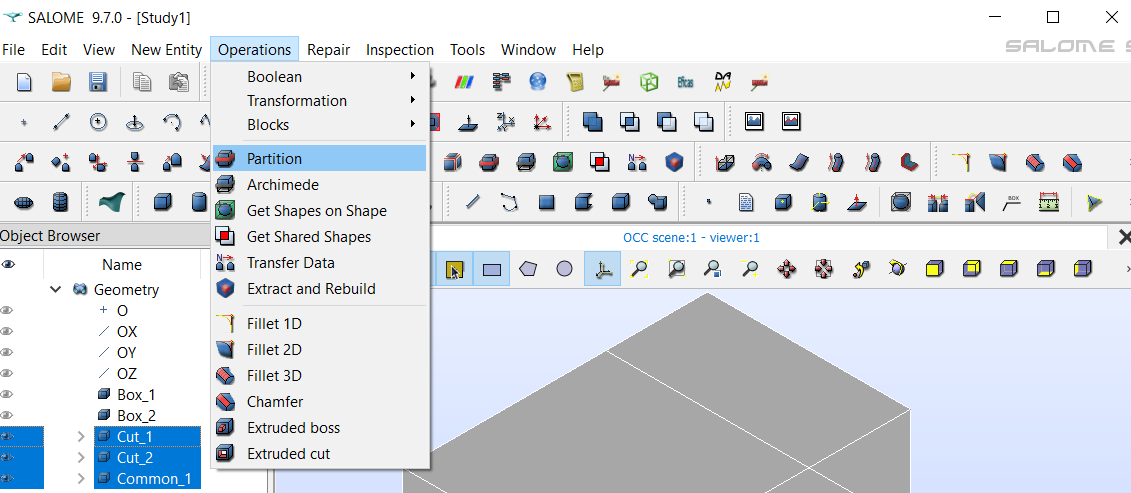 SALOME 9.7.0 - [Study1]
File Edit View New Entity Operations Repair Inspection Tools Window Help
SALOME
Boolean
Transformation
Blocks
Partition
Archimede
Get Shapes on Shape
Get Shared Shapes
Transfer Data
Extract and Rebuild
Fillet 1D
Fillet 2D
Fillet 3D
Chamfer
Extruded boss
Extruded cut
Eficas
N
BOX
Object Browser
OCC scene:1 - viewer:1
Name
Geometry
O
OX
OY
OZ
Box_1
Box_2
Cut_1
Cut_2
Common_1